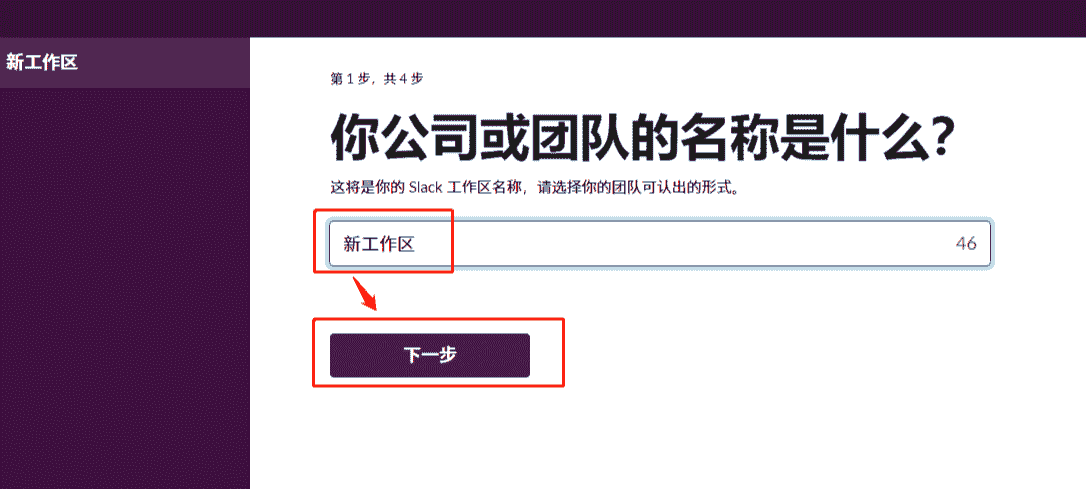 新工作区
第 1 步，共 4 步
你公司或团队的名称是什么？
这将是你的 Slack 工作区名称，请选择你的团队可认出的形式。
新工作区 46
下一步